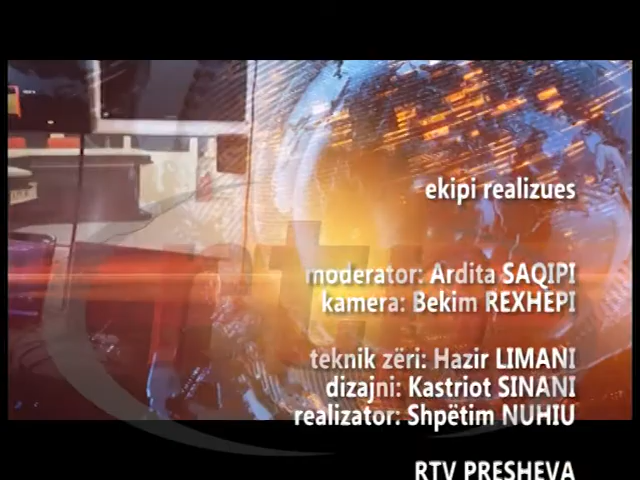 ekipi realizues
moderator: Ardita SAQIPI
kamera: Bekim REXHEPI
teknik zëri: Hazir LIMANI
dizajni: Kastriot SINANI
realizator: Shpëtim NUHIU
RTV PRESHEVA